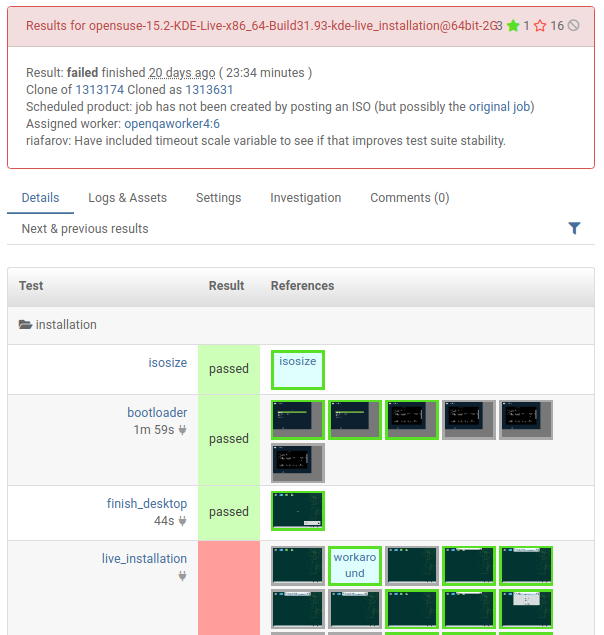 Results for opensuse-15.2-KDE-Live-x86_64-Build31.93-kde-live_installation@64bit-2G3 1 16
Result: failed finished 20 days ago ( 23:34 minutes )
Clone of 1313174 Cloned as 1313631
Scheduled product: job has not been created by posting an ISO (but possibly the original job)
Assigned worker: openqaworker4:6
riafarov: Have included timeout scale variable to see if that improves test suite stability.
Details Logs & Assets Settings Investigation Comments (0)
Next & previous results
Test Result References
installation
isosize passed isosize
bootloader
1m 59s passed
finish_desktop
44s passed
live_installation workaro
und